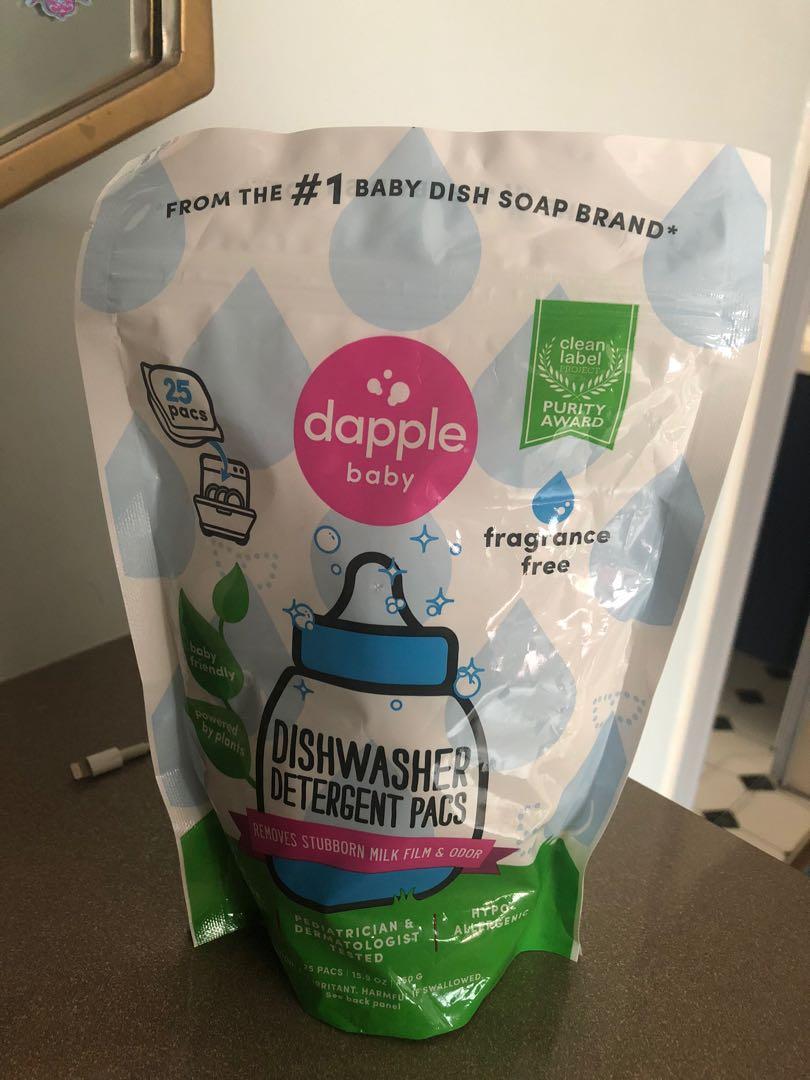 FROM THE #1 BABY DISH SOAP BRAND*
25
pacs
dapple
baby
clean
label
PROJECT
PURITY
AWARD
fragrance
free
baby
friendly
powered
by plants
DISHWASHER
DETERGENT PACS
REMOVES STUBBORN MILK FILM & ODOR
PEDIATRICIAN &
DERMATOLOGIST
TESTED
HYPO-
ALLERGENIC
25 PACS | 15.9 OZ
HARMFUL IF SWALLOWED.
See back panel